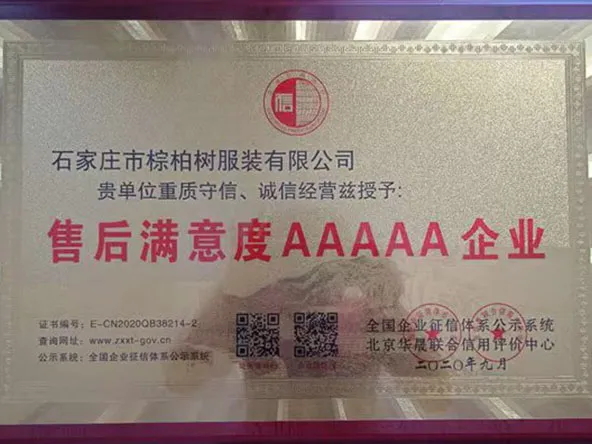 信
石家庄市棕柏树服装有限公司
贵单位重质守信、诚信经营兹授予:
售后满意度AAAAA企业
证书编号: E-CN2020QB38214-2
查询网址: www.zxxt-gov.cn
公示系统: 全国企业征信体系公示系统
全国企业征信体系公示系统
北京华晟联合信用评价中心
二〇二〇年九月